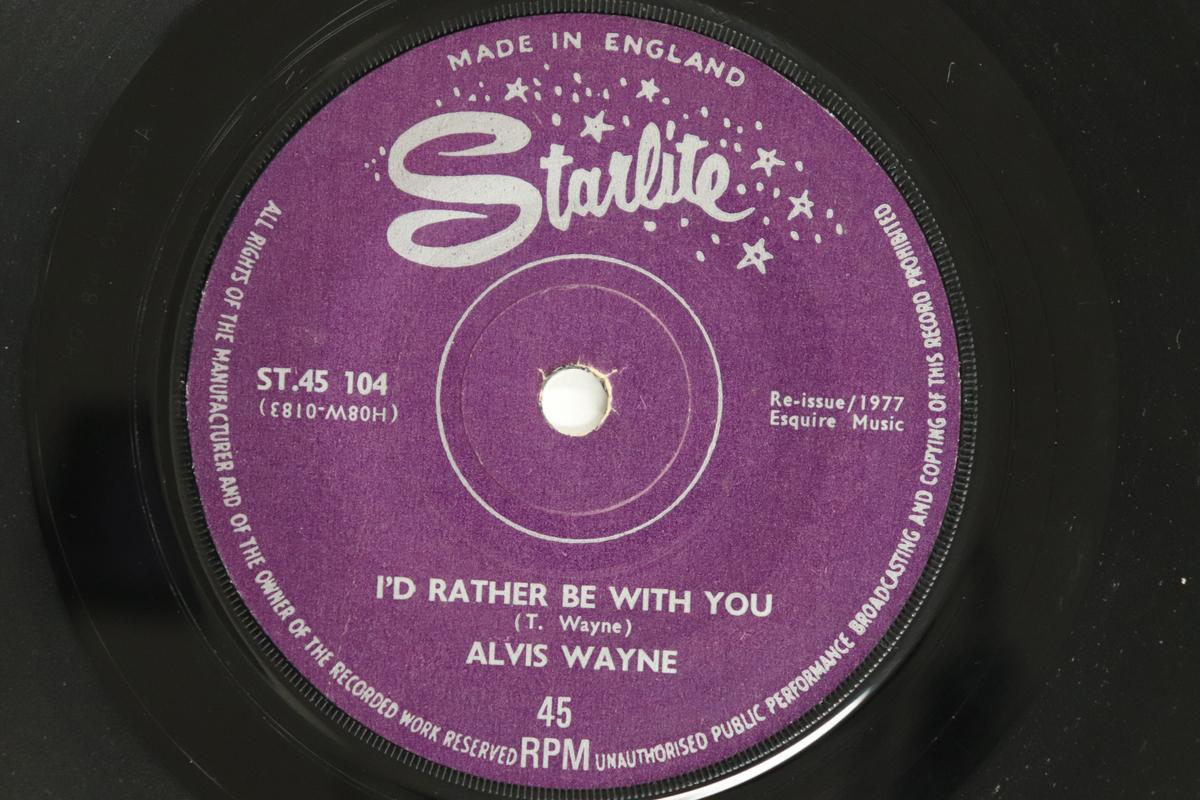 MADE IN ENGLAND
Starlite
ST.45 104
(H08W-0183)
Re-issue/1977
Esquire Music
I'D RATHER BE WITH YOU
(T. Wayne)
ALVIS WAYNE
45
RPM
ALL RIGHTS OF THE MANUFACTURER AND OF THE OWNER OF THE RECORDED WORK RESERVED
UNAUTHORISED PUBLIC PERFORMANCE BROADCASTING AND COPYING OF THIS RECORD PROHIBITED